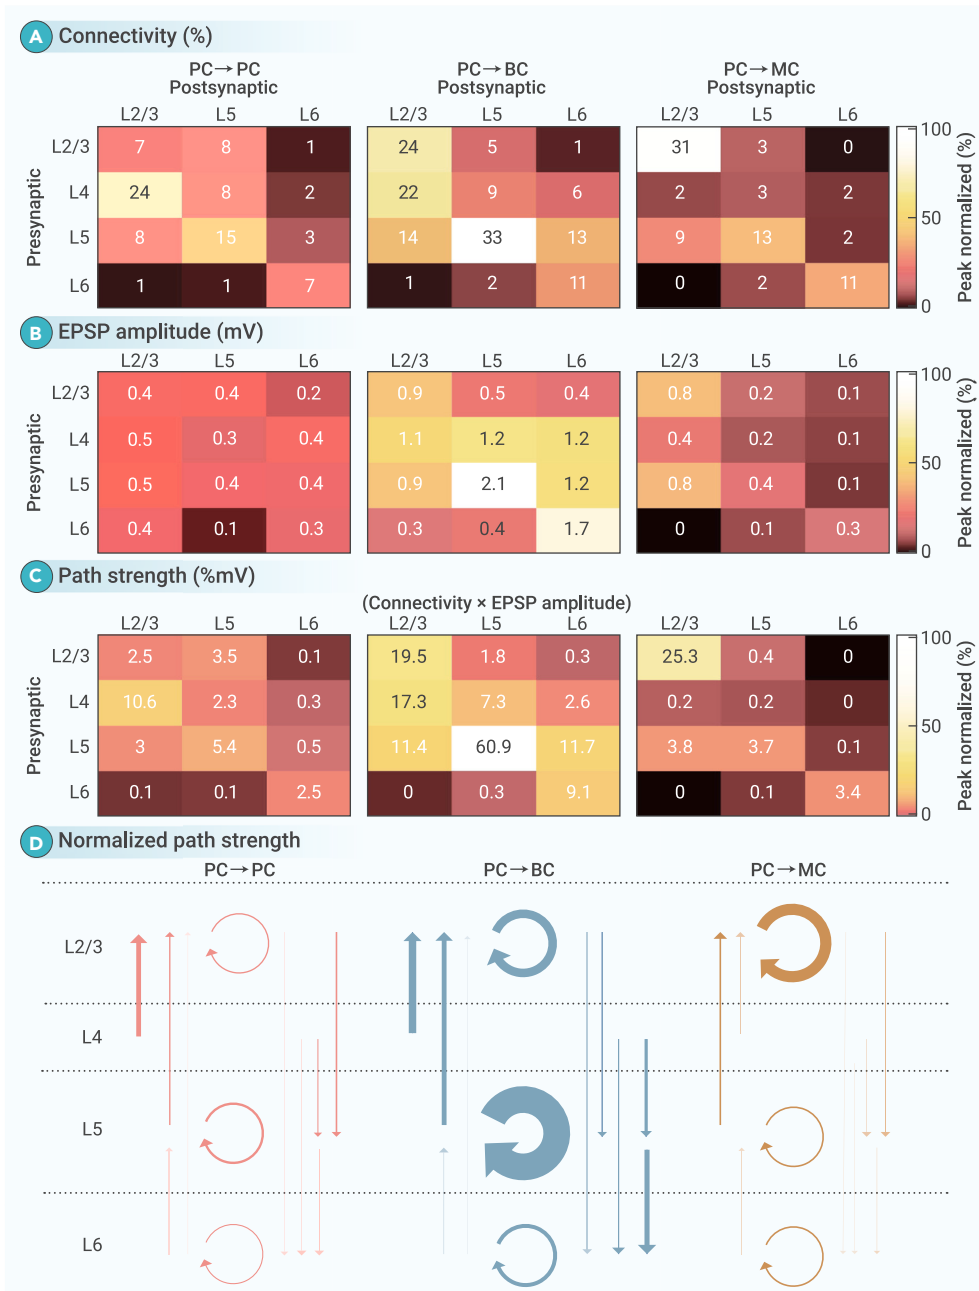 A Connectivity (%)
PC→PC PC→BC PC→MC
Postsynaptic Postsynaptic Postsynaptic
L2/3 L5 L6 L2/3 L5 L6 L2/3 L5 L6
Presynaptic
L2/3 7 8 1 24 5 1 31 3 0
L4 24 8 2 22 9 6 2 3 2
L5 8 15 3 14 33 13 9 13 2
L6 1 1 7 1 2 11 0 2 11
100
50
0
Peak normalized (%)
B EPSP amplitude (mV)
L2/3 L5 L6 L2/3 L5 L6 L2/3 L5 L6
Presynaptic
L2/3 0.4 0.4 0.2 0.9 0.5 0.4 0.8 0.2 0.1
L4 0.5 0.3 0.4 1.1 1.2 1.2 0.4 0.2 0.1
L5 0.5 0.4 0.4 0.9 2.1 1.2 0.8 0.4 0.1
L6 0.4 0.1 0.3 0.3 0.4 1.7 0 0.1 0.3
100
50
0
Peak normalized (%)
C Path strength (%mV)
(Connectivity × EPSP amplitude)
L2/3 L5 L6 L2/3 L5 L6 L2/3 L5 L6
Presynaptic
L2/3 2.5 3.5 0.1 19.5 1.8 0.3 25.3 0.4 0
L4 10.6 2.3 0.3 17.3 7.3 2.6 0.2 0.2 0
L5 3 5.4 0.5 11.4 60.9 11.7 3.8 3.7 0.1
L6 0.1 0.1 2.5 0 0.3 9.1 0 0.1 3.4
100
50
0
Peak normalized (%)
D Normalized path strength
PC→PC PC→BC PC→MC
L2/3
L4
L5
L6